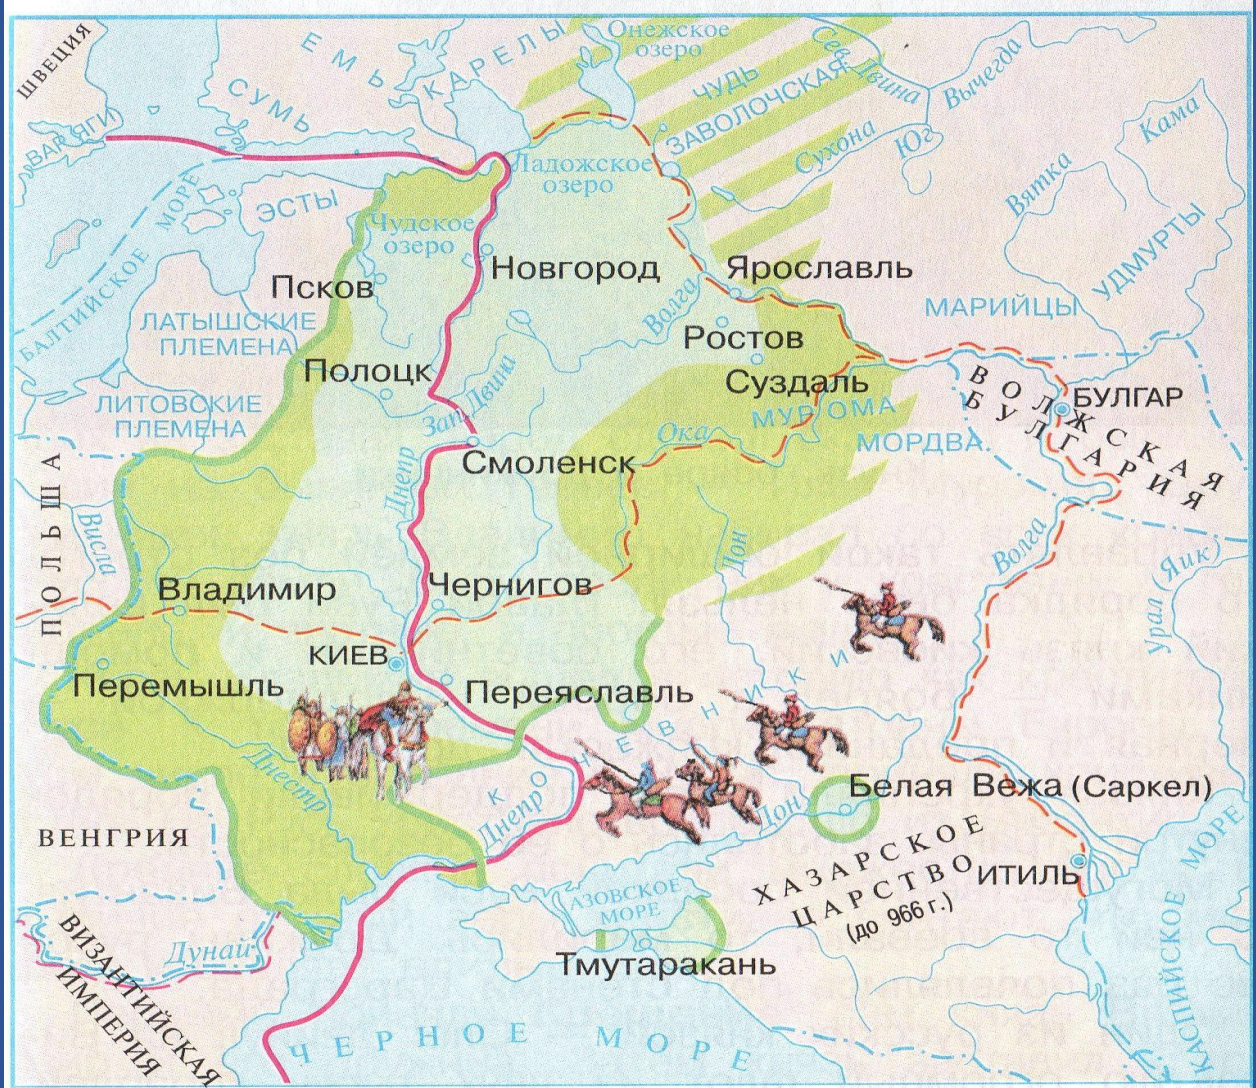 ШВЕЦИЯ
ВАРЯГИ
ЕМЬ
СУМЬ
КАРЕЛЫ
Онежское
озеро
ЧУДЬ
ЗАВОЛОЧСКАЯ
Сев. Двина
Вычегда
Сухона
Юг
Кама
Вятка
УДМУРТЫ
МАРИЙЦЫ
Ладожское
озеро
ЭСТЫ
Чудское
озеро
БАЛТИЙСКОЕ МОРЕ
Псков
Новгород
Ярославль
Волга
ЛАТЫШСКИЕ
ПЛЕМЕНА
Ростов
Полоцк
Суздаль
ЛИТОВСКИЕ
ПЛЕМЕНА
Зап. Двина
МУРОМА
Ока
МОРДВА
ВОЛЖСКАЯ
БУЛГАРИЯ
БУЛГАР
Смоленск
Днепр
ПОЛЬША
Висла
Дон
Волга
Урал (Яик)
Владимир
Чернигов
КИЕВ
Перемышль
Переяславль
КОЧЕВНИКИ
Днестр
Днепр
Дон
Белая Вежа (Саркел)
ВЕНГРИЯ
ХАЗАРСКОЕ
ЦАРСТВО
(до 966 г.)
ИТИЛЬ
АЗОВСКОЕ
МОРЕ
Тмутаракань
Дунай
ВИЗАНТИЙСКАЯ
ИМПЕРИЯ
ЧЕРНОЕ МОРЕ
КАСПИЙСКОЕ МОРЕ